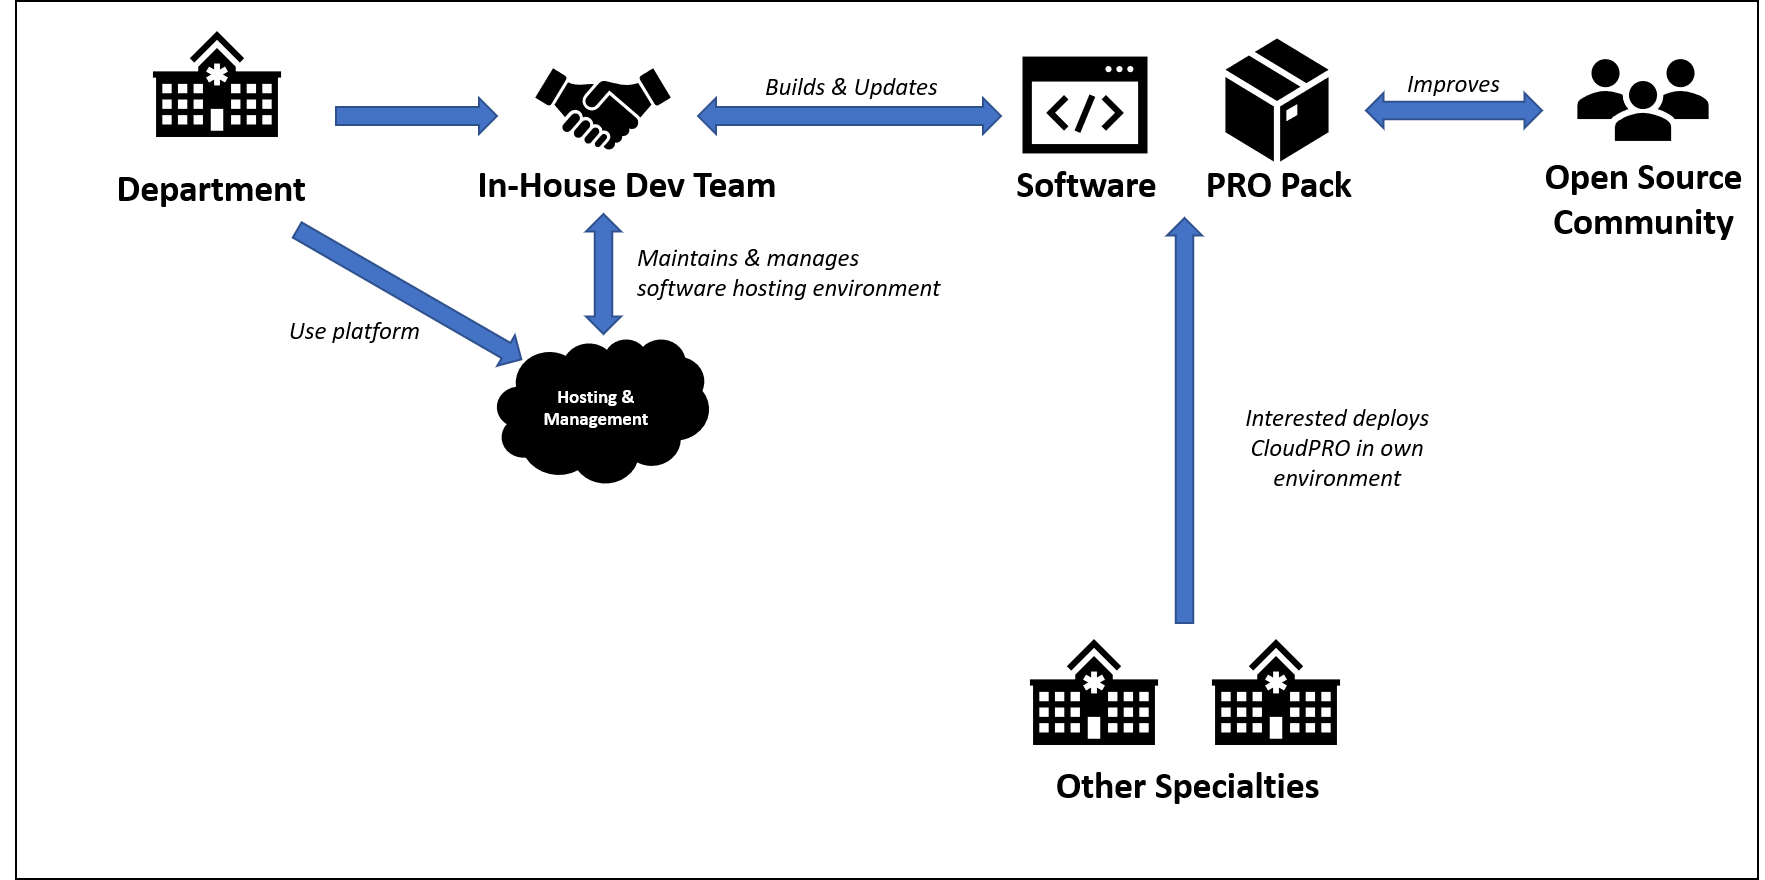 Builds & Updates
Improves
</>
Department
In-House Dev Team
Software
PRO Pack
Open Source
Community
Maintains & manages
software hosting environment
Use platform
Hosting &
Management
Interested deploys
CloudPRO in own
environment
Other Specialties